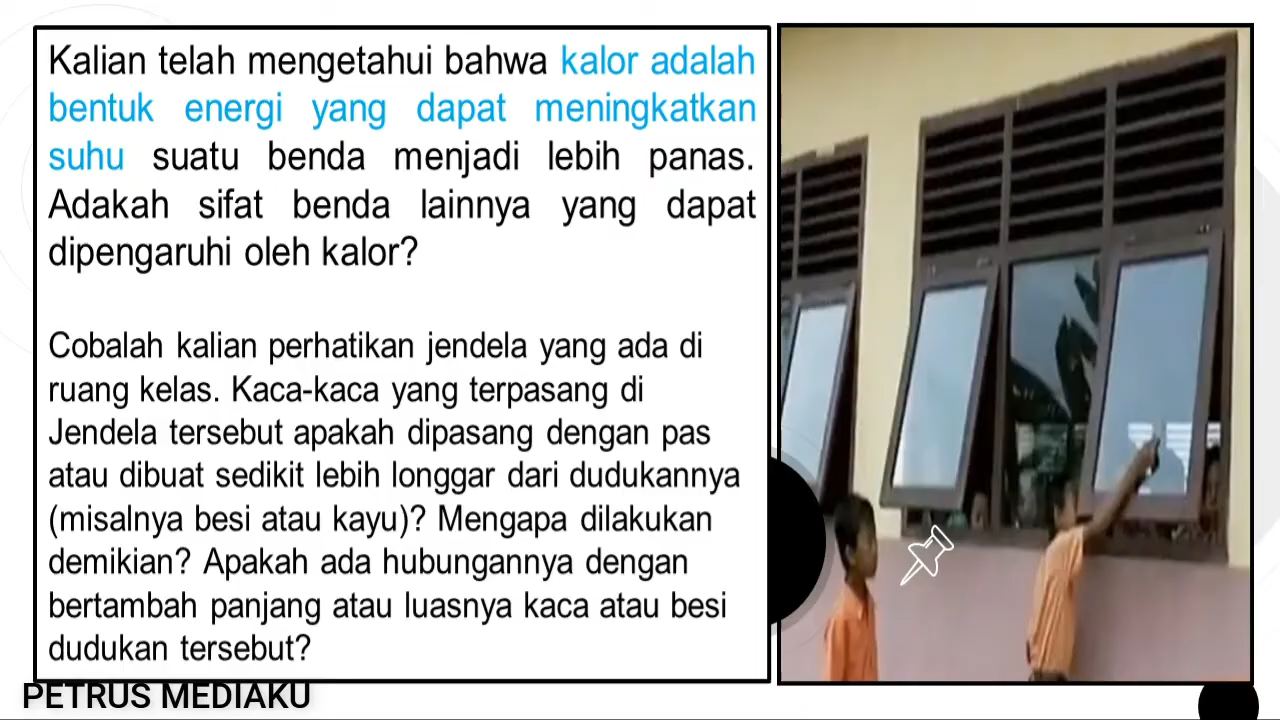 Kalian telah mengetahui bahwa kalor adalah
bentuk energi yang dapat meningkatkan
suhu suatu benda menjadi lebih panas.
Adakah sifat benda lainnya yang dapat
dipengaruhi oleh kalor?
Cobalah kalian perhatikan jendela yang ada di
ruang kelas. Kaca-kaca yang terpasang di
Jendela tersebut apakah dipasang dengan pas
atau dibuat sedikit lebih longgar dari dudukannya
(misalnya besi atau kayu)? Mengapa dilakukan
demikian? Apakah ada hubungannya dengan
bertambah panjang atau luasnya kaca atau besi
dudukan tersebut?
PETRUS MEDIAKU